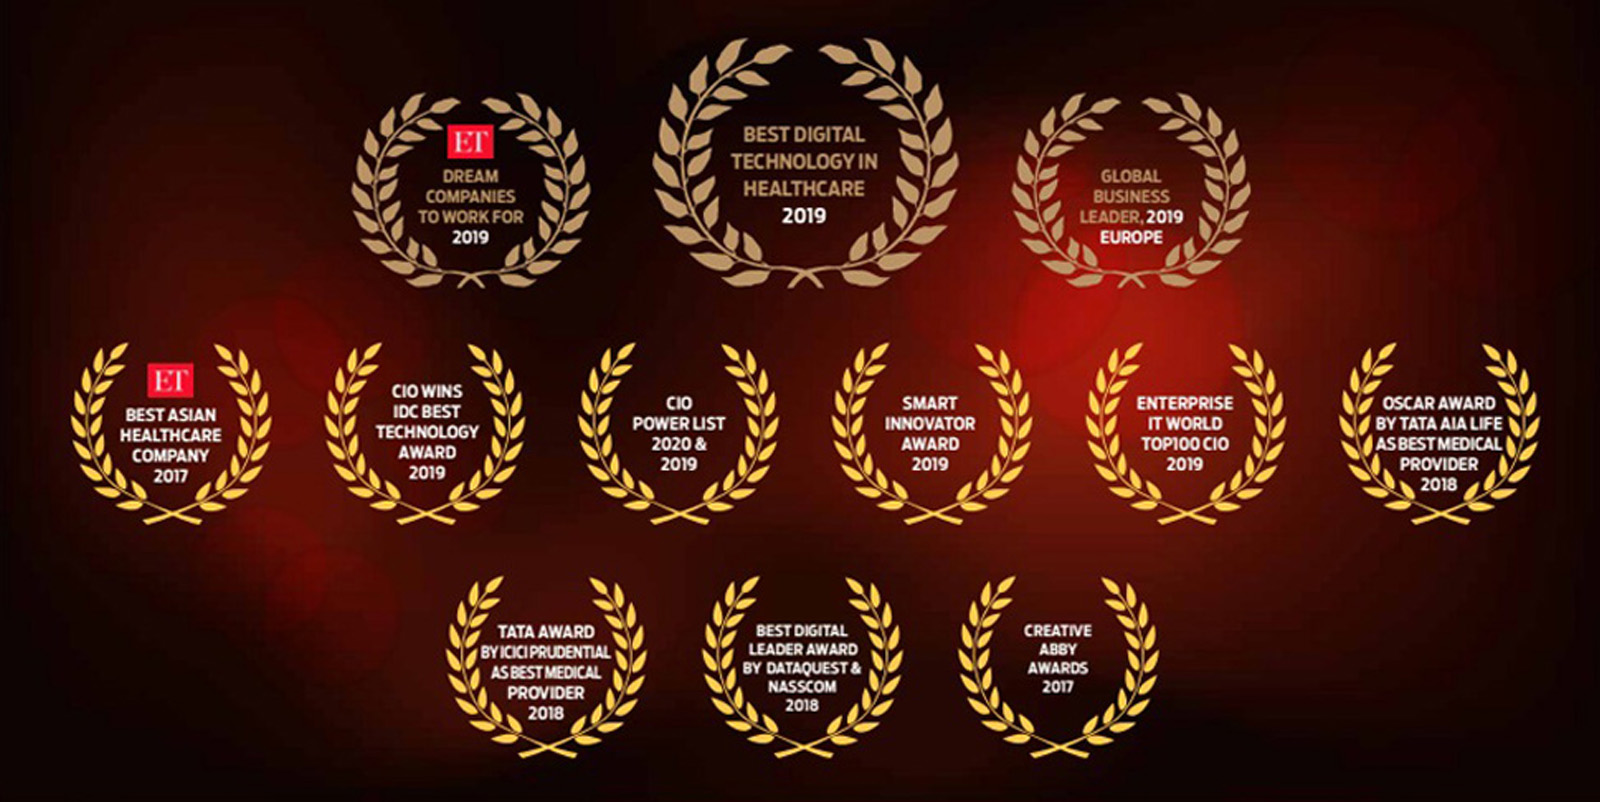 ET
DREAM
COMPANIES
TO WORK FOR
2019
BEST DIGITAL
TECHNOLOGY IN
HEALTHCARE
2019
GLOBAL
BUSINESS
LEADER, 2019
EUROPE
ET
BEST ASIAN
HEALTHCARE
COMPANY
2017
CIO WINS
IDC BEST
TECHNOLOGY
AWARD
2019
CIO
POWER LIST
2020 &
2019
SMART
INNOVATOR
AWARD
2019
ENTERPRISE
IT WORLD
TOP100 CIO
2019
OSCAR AWARD
BY TATA AIA LIFE
AS BEST MEDICAL
PROVIDER
2018
TATA AWARD
BY ICICI PRUDENTIAL
AS BEST MEDICAL
PROVIDER
2018
BEST DIGITAL
LEADER AWARD
BY DATAQUEST &
NASSCOM
2018
CREATIVE
ABBY
AWARDS
2017